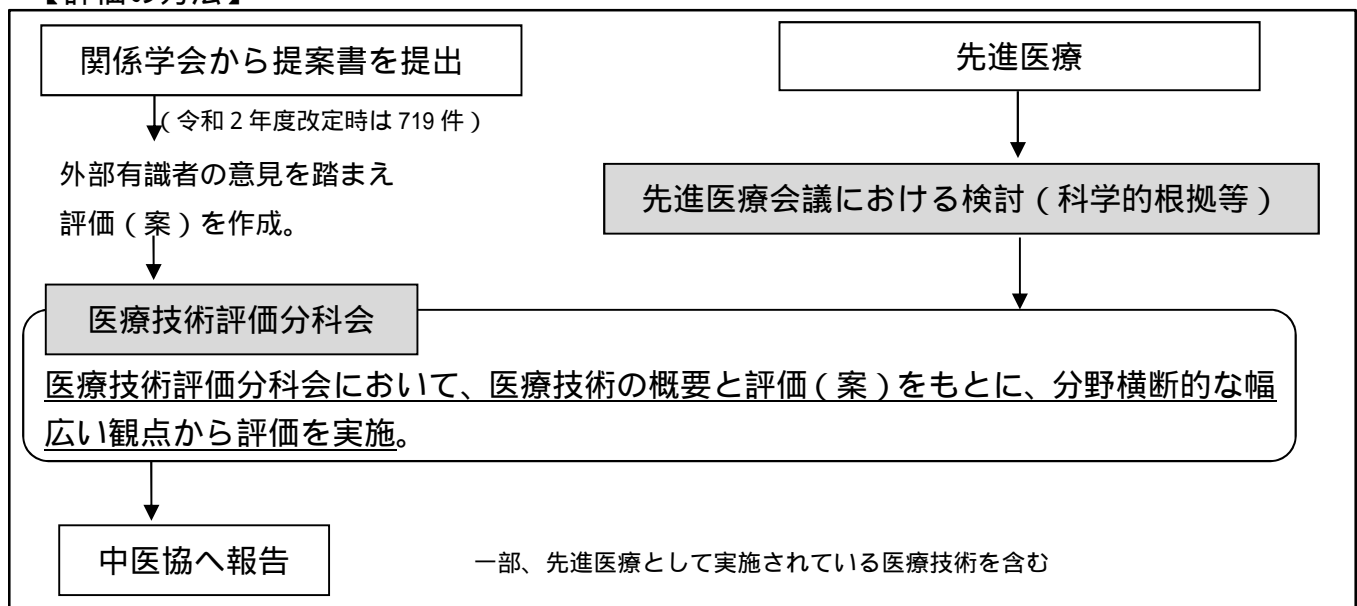 【評価の方法】
関係学会から提案書を提出
（令和２年度改定時は 719 件）
外部有識者の意見を踏まえ
評価（案）を作成。
先進医療
先進医療会議における検討（科学的根拠等）
医療技術評価分科会
医療技術評価分科会において、医療技術の概要と評価（案）をもとに、分野横断的な幅
広い観点から評価を実施。
中医協へ報告
一部、先進医療として実施されている医療技術を含む